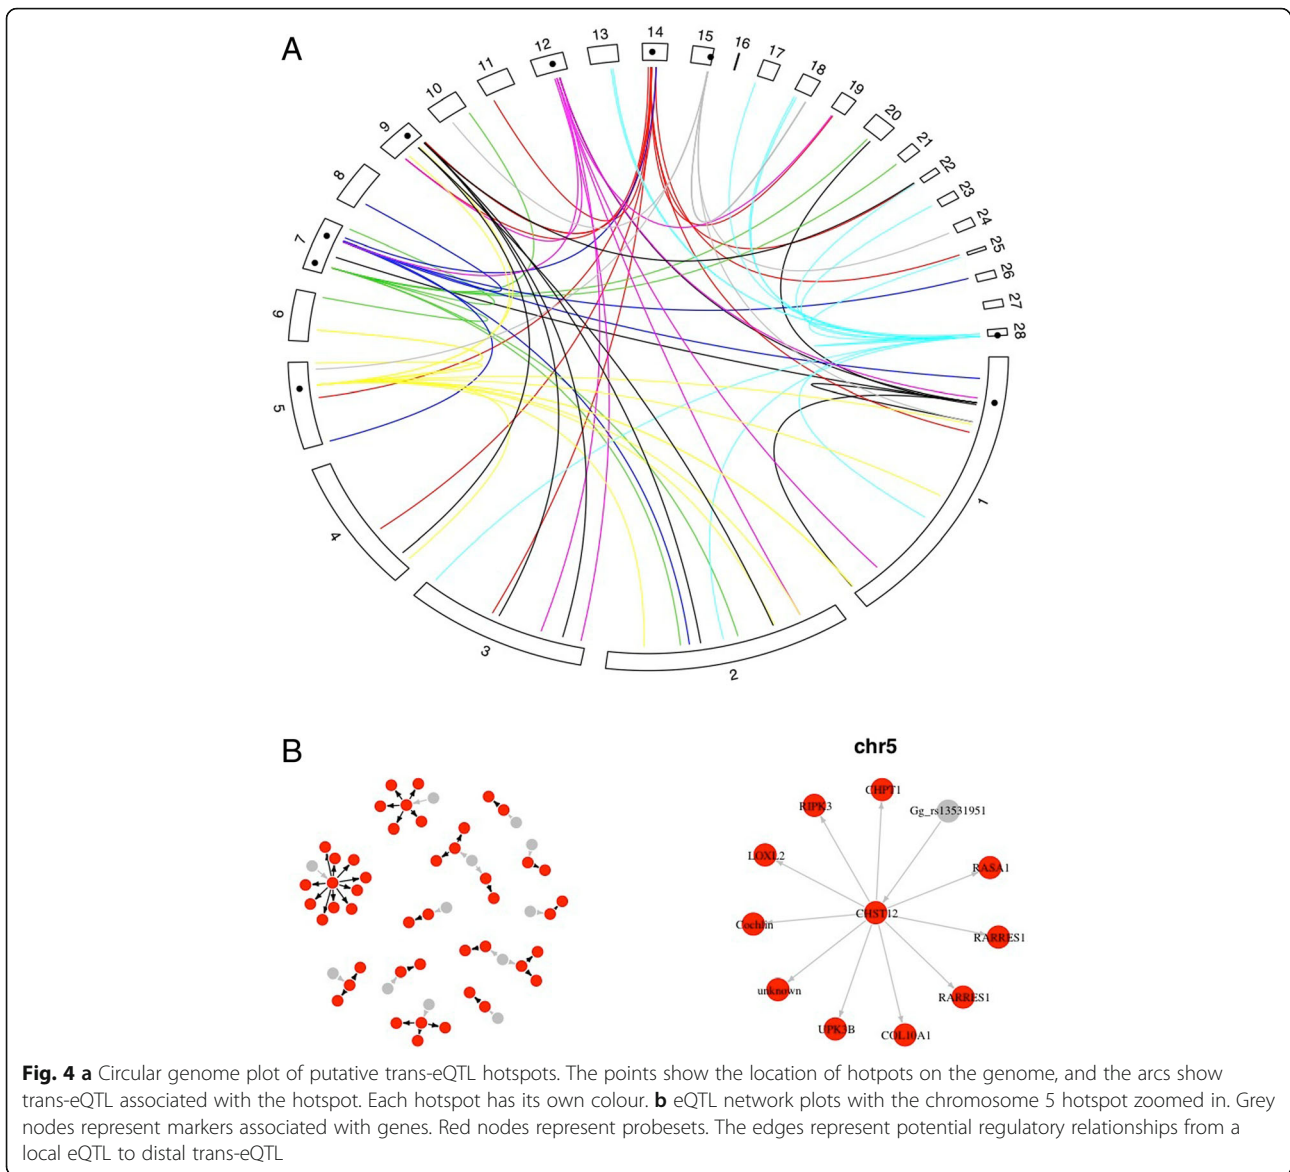 A
1
2
3
4
5
6
7
8
9
10
11
12
13
14
15
16
17
18
19
20
21
22
23
24
25
26
27
28
B
chr5
CHPT1
RIPK3
Gg_rs13531951
LOXL2
RASA1
CHST12
Cochlin
RARRES1
unknown
RARRES1
UPK3B
COL10A1
Fig. 4 a Circular genome plot of putative trans-eQTL hotspots. The points show the location of hotpots on the genome, and the arcs show
trans-eQTL associated with the hotspot. Each hotspot has its own colour. b eQTL network plots with the chromosome 5 hotspot zoomed in. Grey
nodes represent markers associated with genes. Red nodes represent probesets. The edges represent potential regulatory relationships from a
local eQTL to distal trans-eQTL